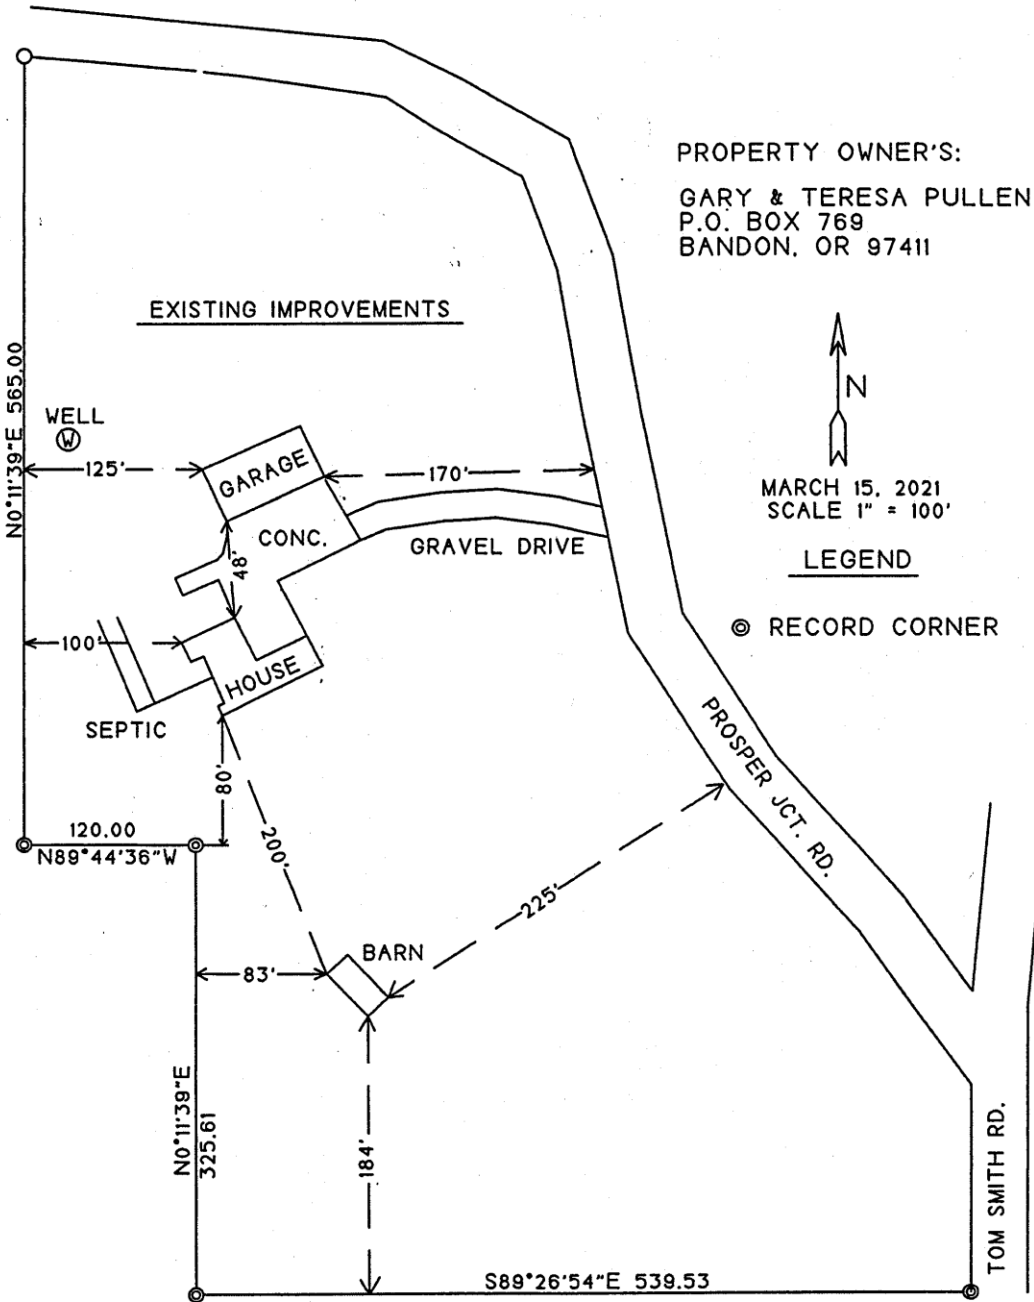 PROPERTY OWNER'S:
GARY & TERESA PULLEN
P.O. BOX 769
BANDON, OR 97411
EXISTING IMPROVEMENTS
N
MARCH 15, 2021
SCALE 1" = 100'
LEGEND
RECORD CORNER
N0°11'39"E 565.00
WELL
W
125'
GARAGE
170'
CONC.
GRAVEL DRIVE
48'
100'
HOUSE
SEPTIC
80'
120.00
N89°44'36"W
200'
PROSPER JCT. RD.
225'
BARN
83'
N0°11'39"E
325.61
184'
TOM SMITH RD.
S89°26'54"E 539.53